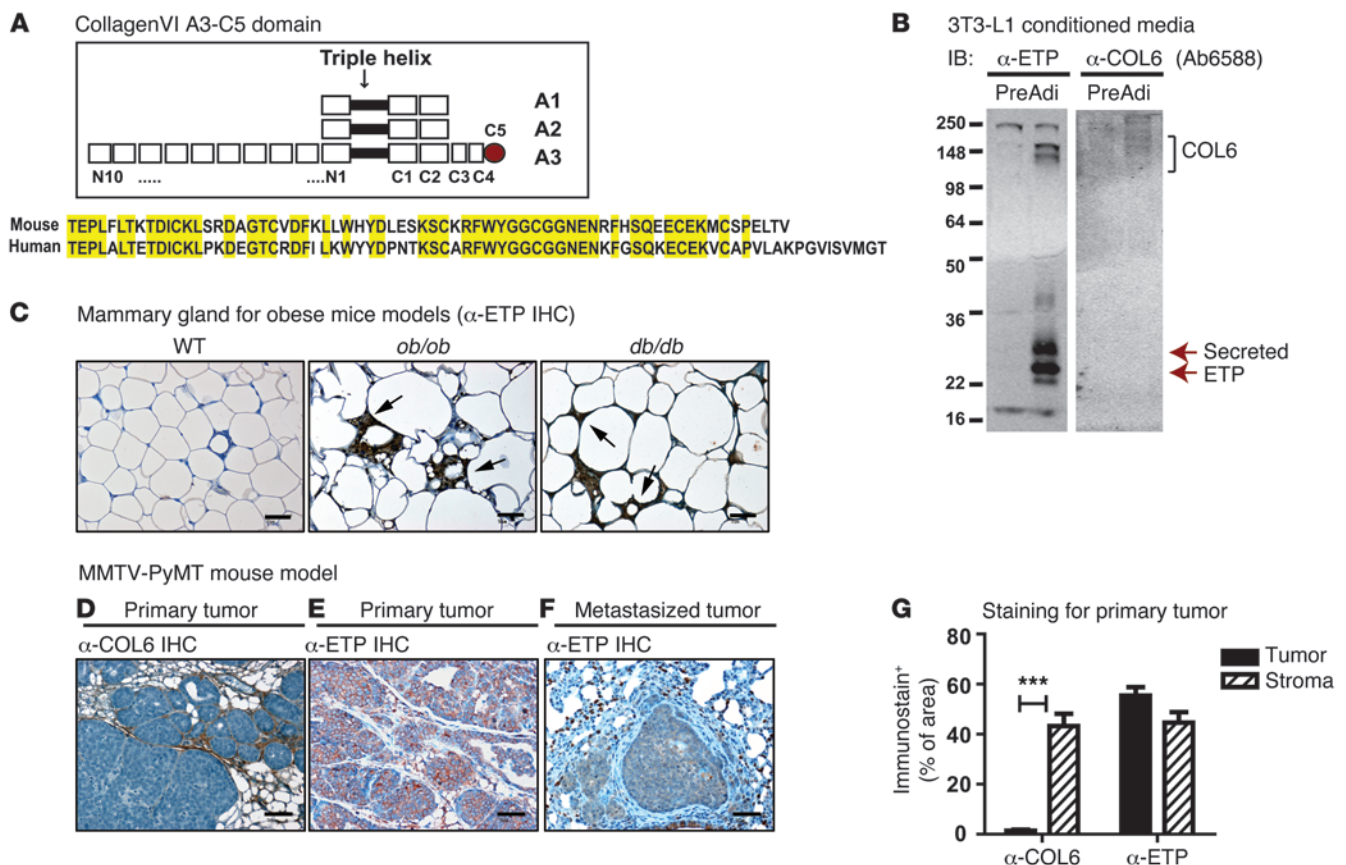 A CollagenVI A3-C5 domain
Triple helix
A1
A2
C5
A3
N10 ..... ....N1 C1 C2 C3 C4
Mouse TEPLFLTKTDICKLSRDAGTCVDFKLLWHYDLESKSCKRFWYGGCGGNENRFHSQEECEKMCSPELTV
Human TEPLALTETDICKLPKDEGTCRDFI LKWYYDPNTKSCARFWYGGCGGNENKFGSQKECEKVCAPVLAKPGVISVMGT
B 3T3-L1 conditioned media
IB: α-ETP α-COL6 (Ab6588)
PreAdi PreAdi
250
148
98
64
50
36
22
16
COL6
Secreted
ETP
C Mammary gland for obese mice models (α-ETP IHC)
WT ob/ob db/db
MMTV-PyMT mouse model
D Primary tumor E Primary tumor F Metastasized tumor
α-COL6 IHC α-ETP IHC α-ETP IHC
G Staining for primary tumor
Immunostain+
(% of area)
80
60
40
20
0
***
Tumor
Stroma
α-COL6 α-ETP